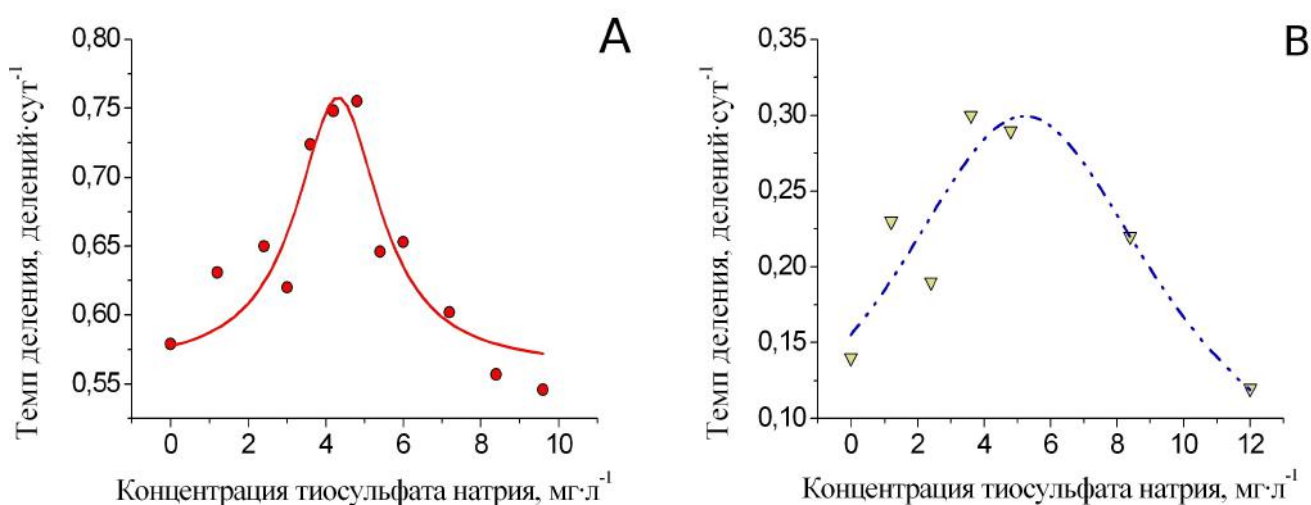 A
Темп деления, делений·сут-1
0,80
0,75
0,70
0,65
0,60
0,55
0 2 4 6 8 10
Концентрация тиосульфата натрия, мг·л-1
B
Темп деления, делений·сут-1
0,35
0,30
0,25
0,20
0,15
0,10
0 2 4 6 8 10 12
Концентрация тиосульфата натрия, мг·л-1